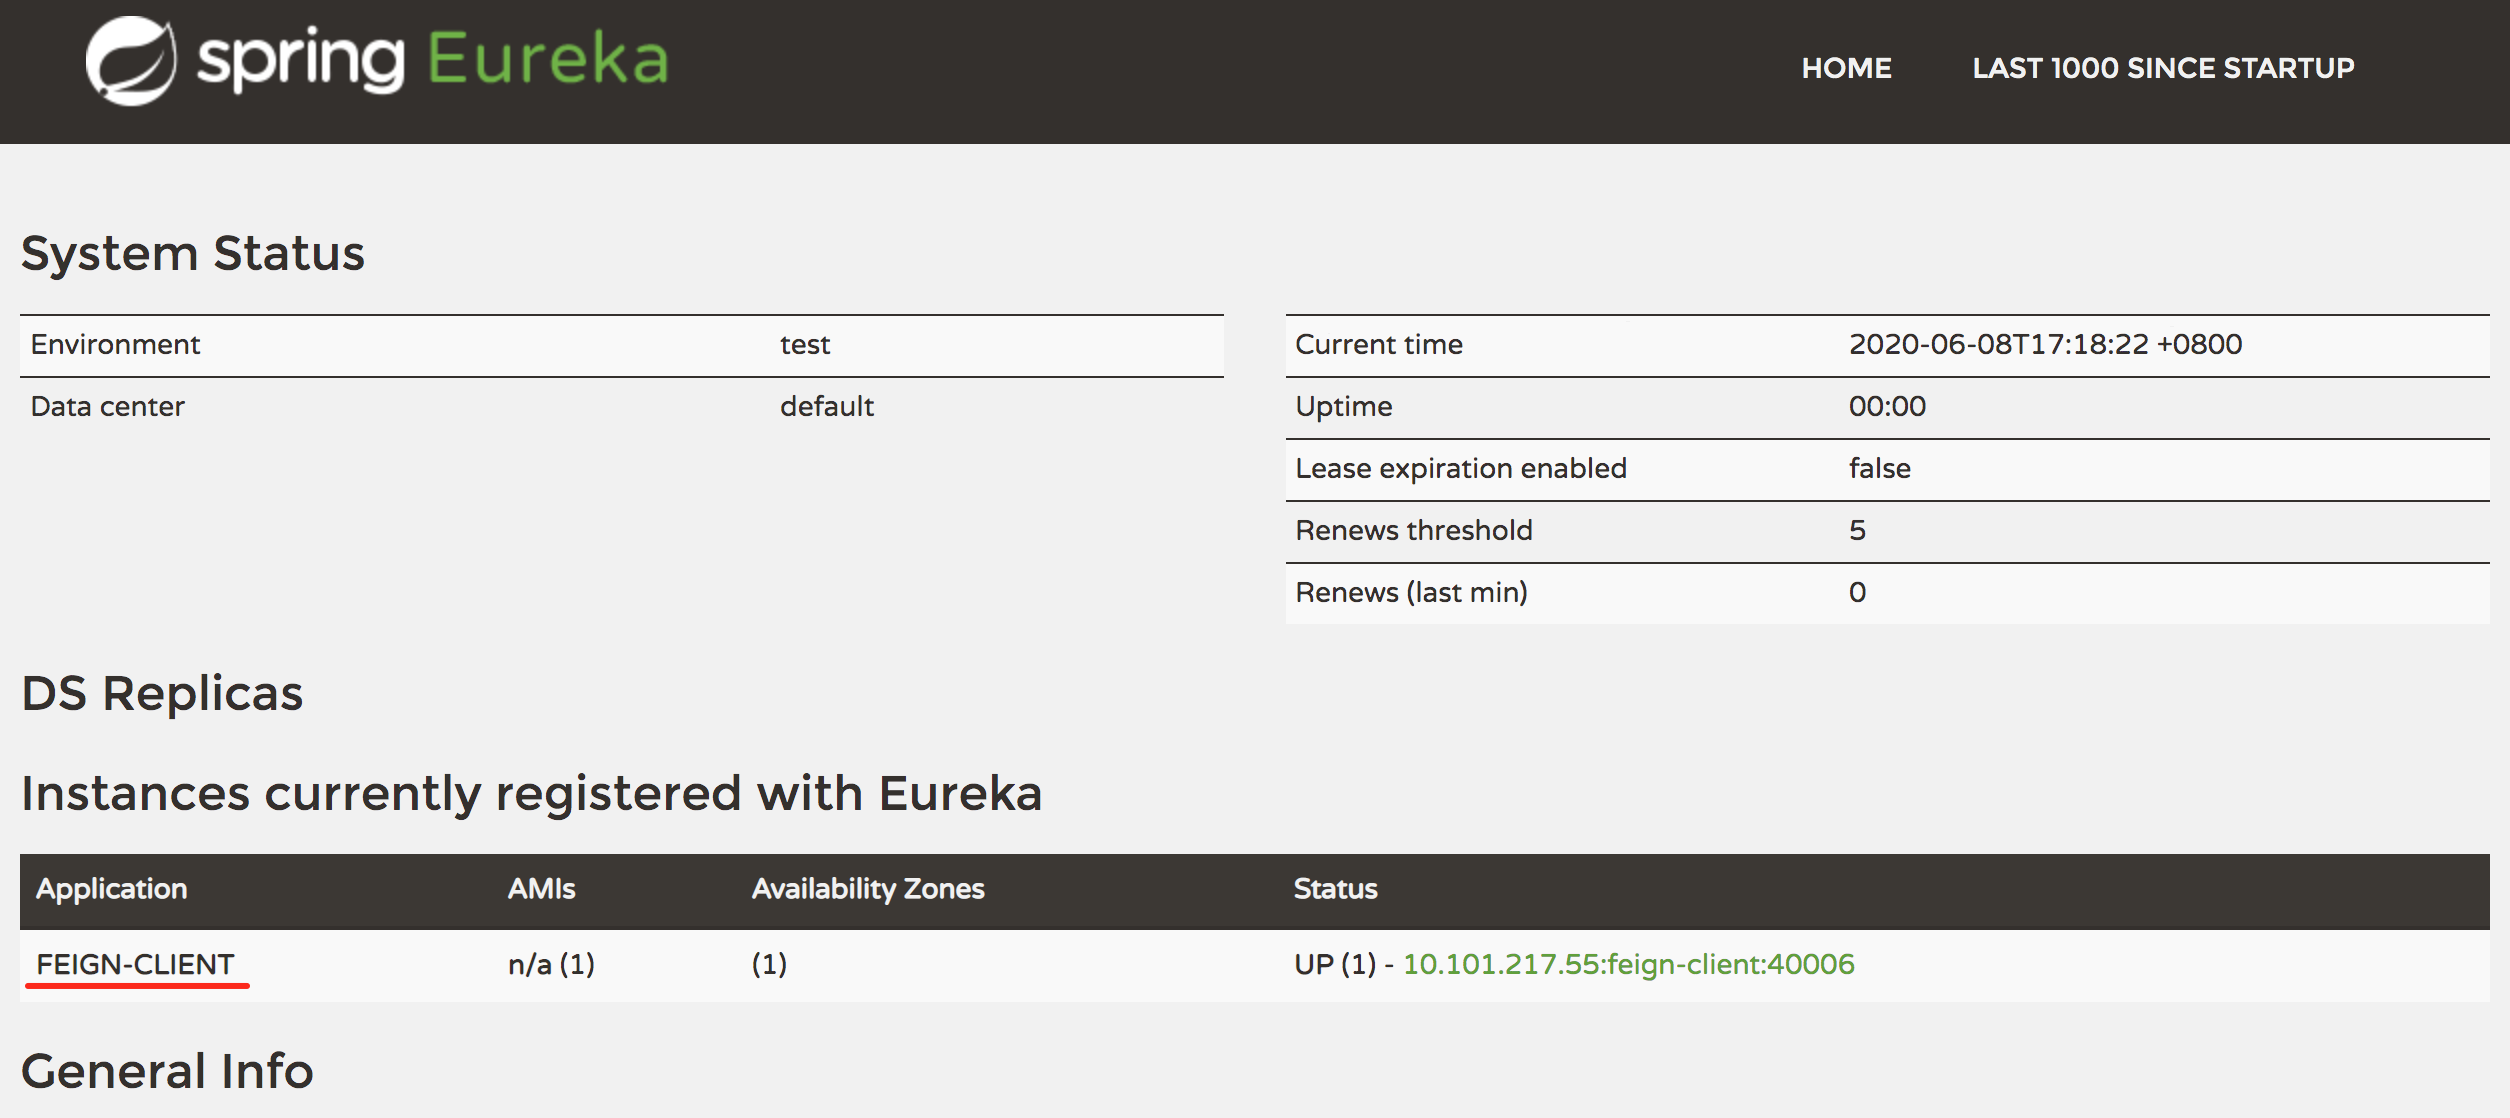 spring Eureka
HOME LAST 1000 SINCE STARTUP
System Status
Environment test
Data center default
Current time 2020-06-08T17:18:22 +0800
Uptime 00:00
Lease expiration enabled false
Renews threshold 5
Renews (last min) 0
DS Replicas
Instances currently registered with Eureka
Application AMIs Availability Zones Status
FEIGN-CLIENT n/a (1) (1) UP (1) - 10.101.217.55:feign-client:40006
General Info